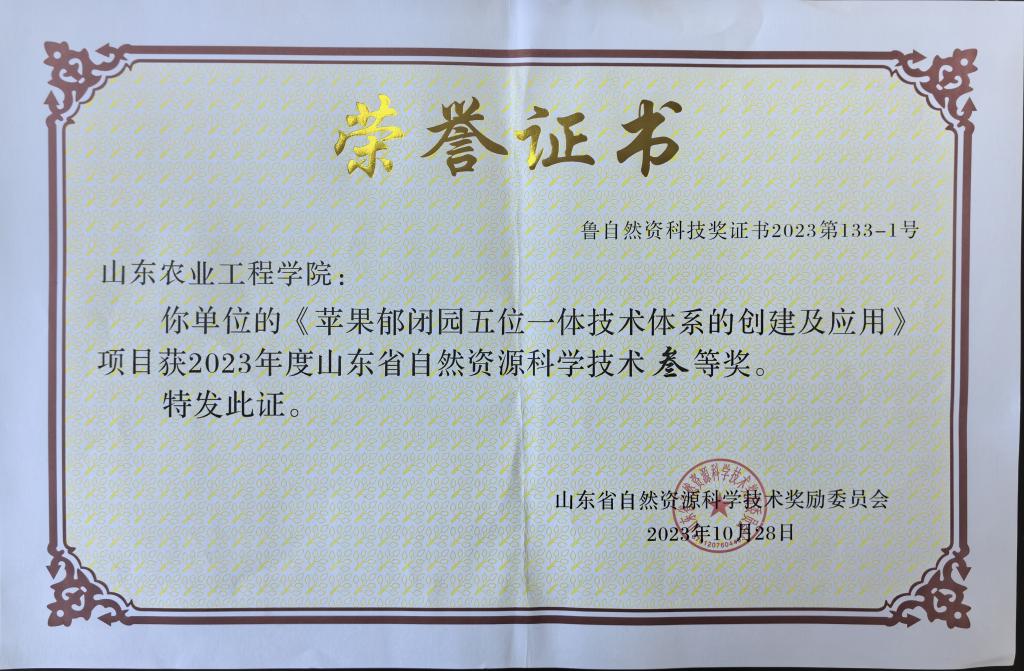 荣誉证书
鲁自然资科技奖证书2023第133-1号
山东农业工程学院：
你单位的《苹果郁闭园五位一体技术体系的创建及应用》
项目获2023年度山东省自然资源科学技术 叁等奖。
特发此证。
山东省自然资源科学技术奖励委员会
2023年10月28日